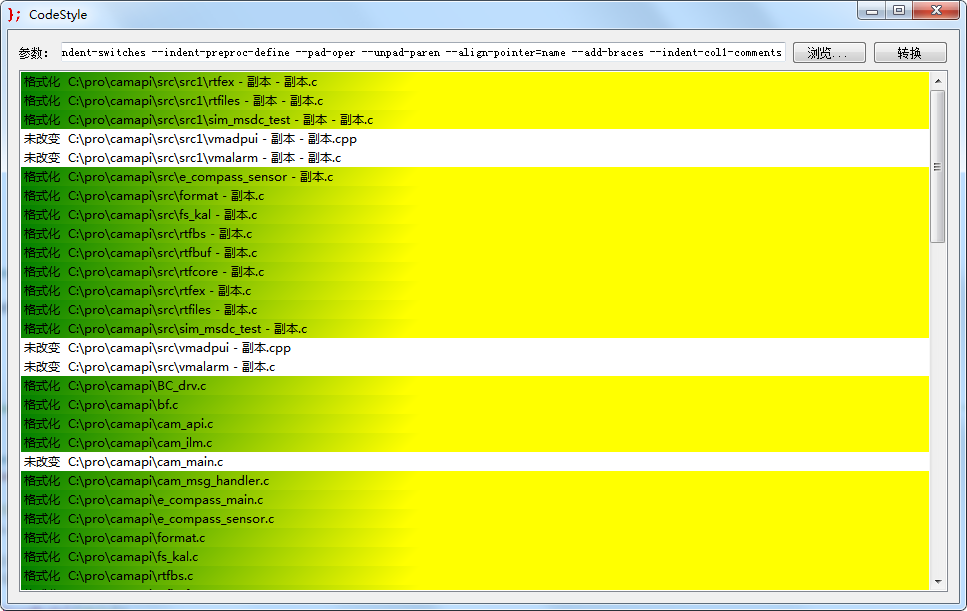 }; CodeStyle
参数： ndent-switches --indent-preproc-define --pad-oper --unpad-paren --align-pointer=name --add-braces --indent-col1-comments 浏览... 转换
格式化 C:\pro\camapi\src\src1\rtfex - 副本 - 副本.c
格式化 C:\pro\camapi\src\src1\rtfiles - 副本 - 副本.c
格式化 C:\pro\camapi\src\src1\sim_msdc_test - 副本 - 副本.c
未改变 C:\pro\camapi\src\src1\vmadpui - 副本 - 副本.cpp
未改变 C:\pro\camapi\src\src1\vmalarm - 副本 - 副本.c
格式化 C:\pro\camapi\src\e_compass_sensor - 副本.c
格式化 C:\pro\camapi\src\format - 副本.c
格式化 C:\pro\camapi\src\fs_kal - 副本.c
格式化 C:\pro\camapi\src\rtfbs - 副本.c
格式化 C:\pro\camapi\src\rtfbuf - 副本.c
格式化 C:\pro\camapi\src\rtfcore - 副本.c
格式化 C:\pro\camapi\src\rtfex - 副本.c
格式化 C:\pro\camapi\src\rtfiles - 副本.c
格式化 C:\pro\camapi\src\sim_msdc_test - 副本.c
未改变 C:\pro\camapi\src\vmadpui - 副本.cpp
未改变 C:\pro\camapi\src\vmalarm - 副本.c
格式化 C:\pro\camapi\BC_drv.c
格式化 C:\pro\camapi\bf.c
格式化 C:\pro\camapi\cam_api.c
格式化 C:\pro\camapi\cam_ilm.c
未改变 C:\pro\camapi\cam_main.c
格式化 C:\pro\camapi\cam_msg_handler.c
格式化 C:\pro\camapi\e_compass_main.c
格式化 C:\pro\camapi\e_compass_sensor.c
格式化 C:\pro\camapi\format.c
格式化 C:\pro\camapi\fs_kal.c
格式化 C:\pro\camapi\rtfbs.c